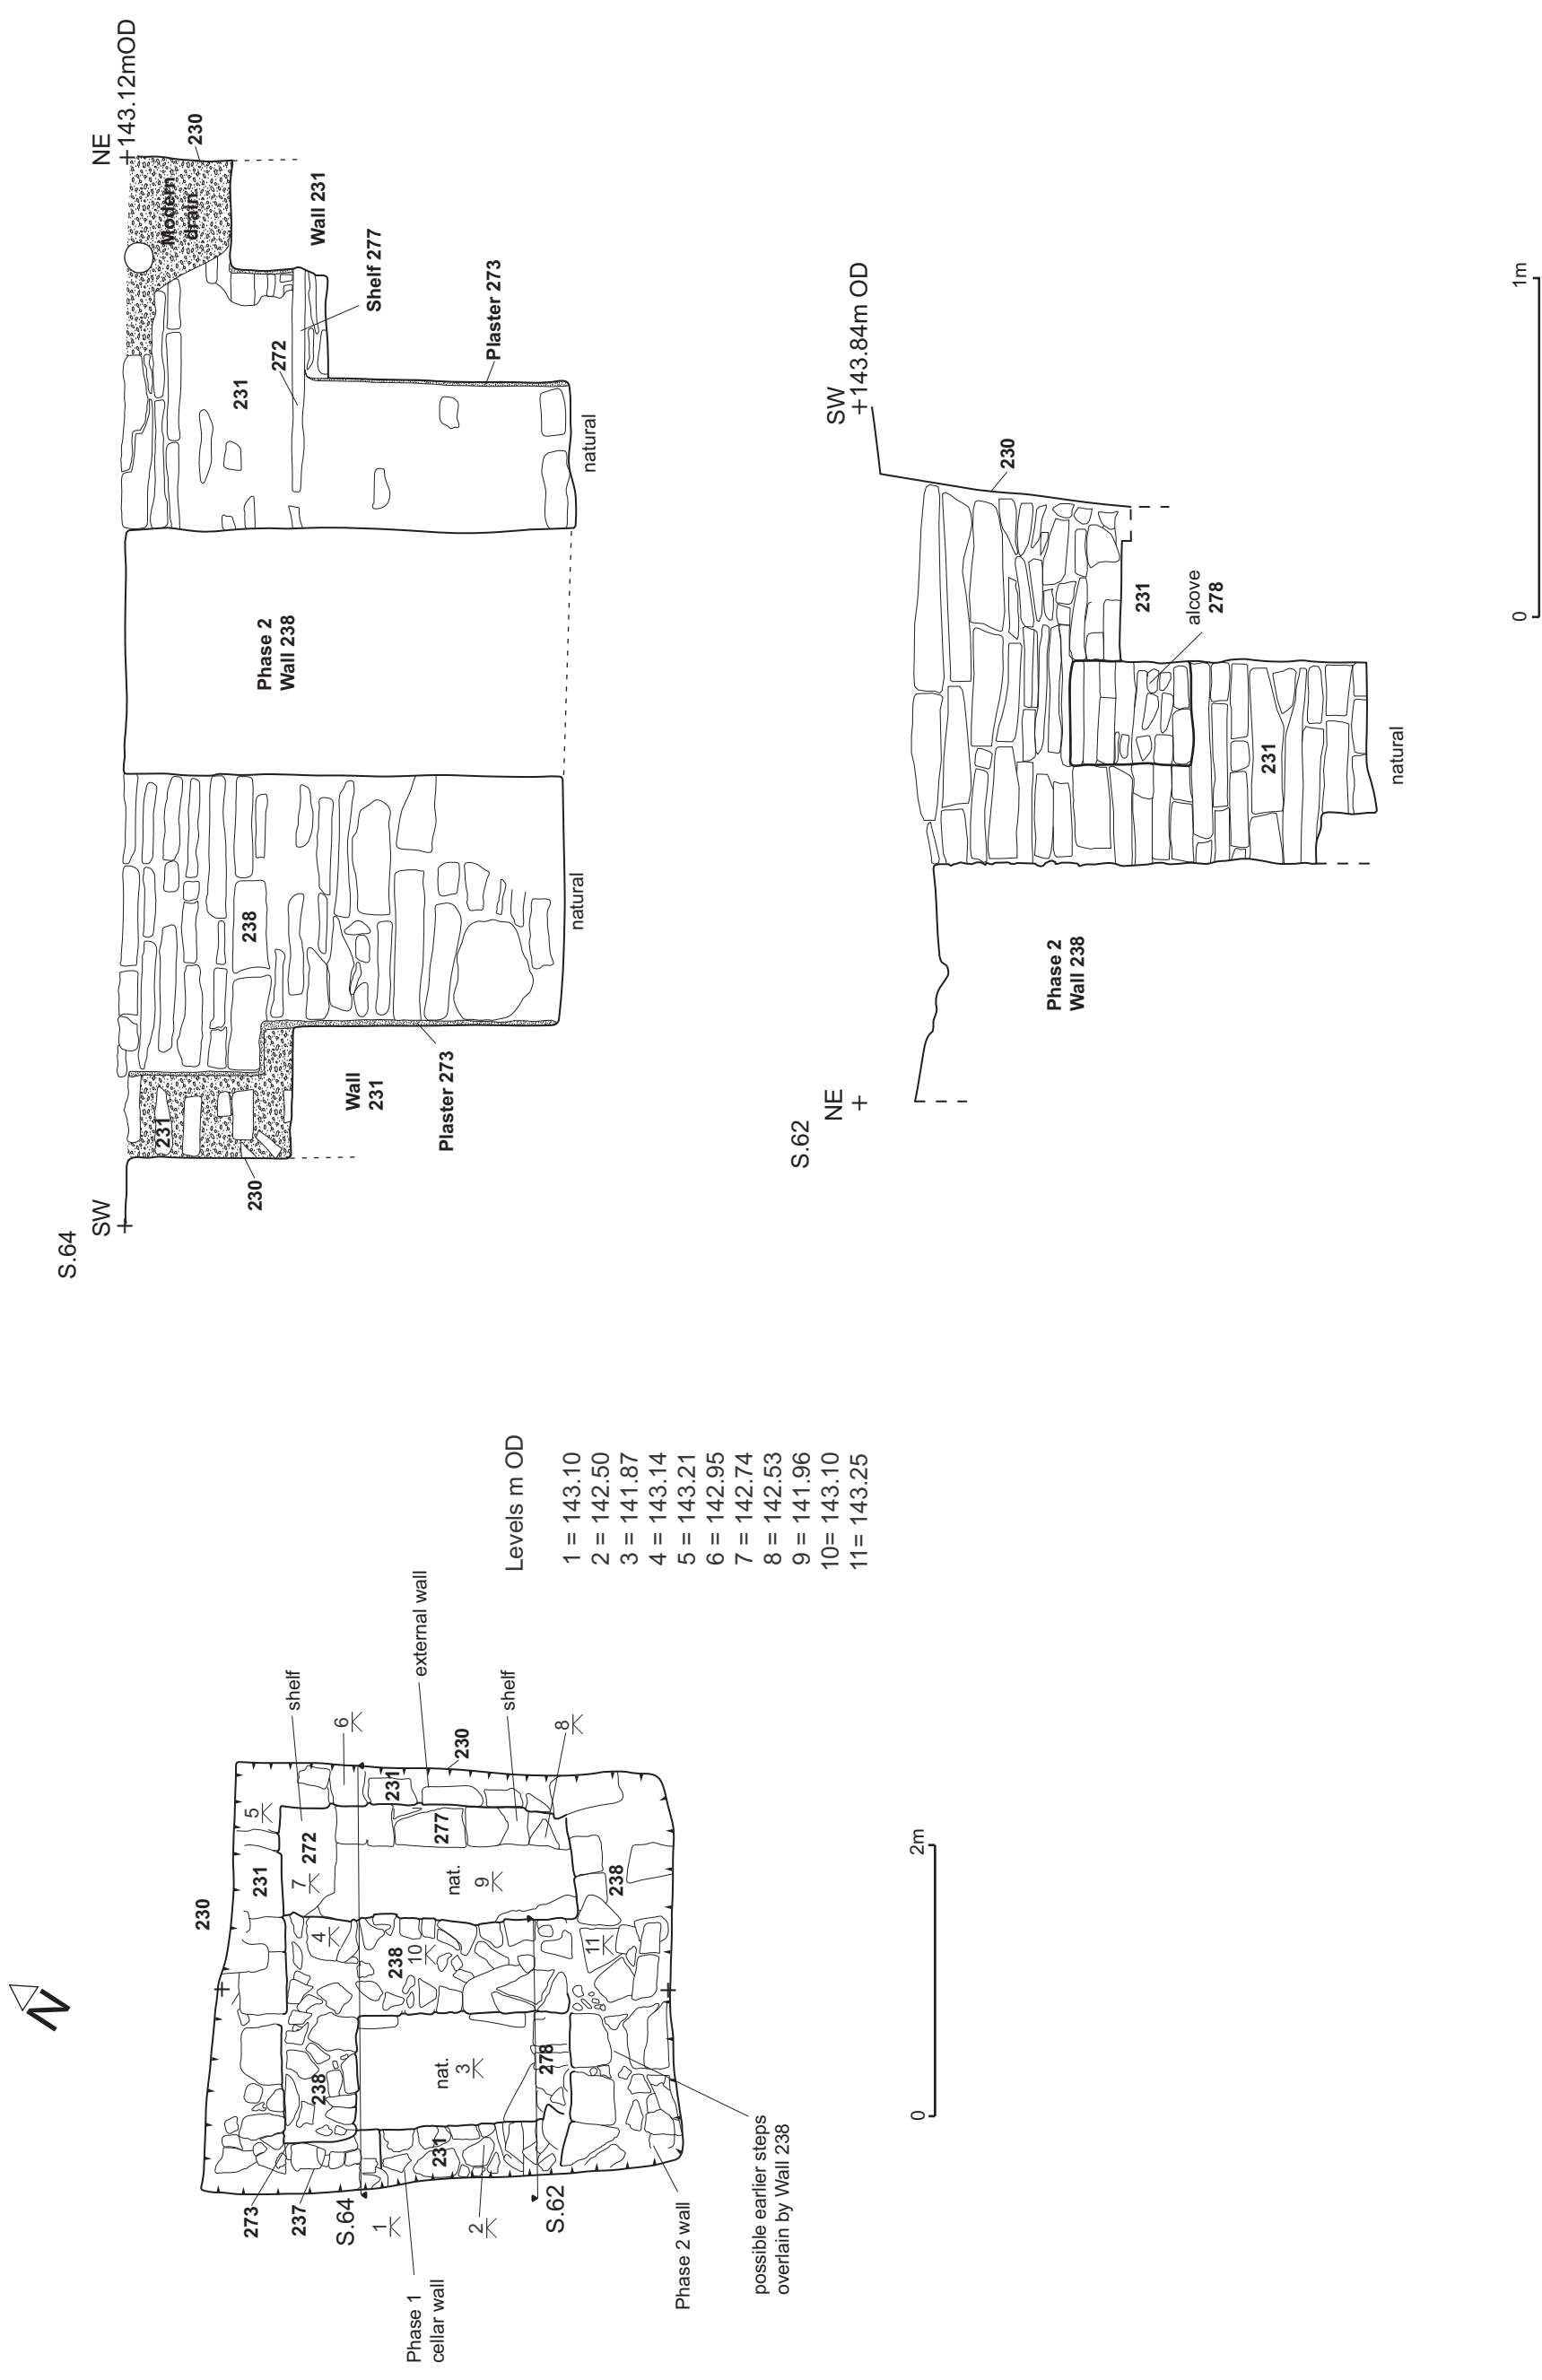 S.64
SW
NE
143.12mOD
230
Modern
drain
Wall 231
Shelf 277
272
231
Plaster 273
natural
Phase 2
Wall 238
238
natural
231
230
Wall
231
Plaster 273
S.62
NE
SW
143.84m OD
230
231
alcove
278
231
natural
Phase 2
Wall 238
0
1m
N
230
5
shelf
6
external wall
230
shelf
8
231
272
7
231
277
nat.
9
238
4
238
10
11
238
nat.
3
278
231
273
237
S.64
1
2
S.62
Phase 1
cellar wall
Phase 2 wall
possible earlier steps
overlain by Wall 238
0
2m
Levels m OD
1 = 143.10
2 = 142.50
3 = 141.87
4 = 143.14
5 = 143.21
6 = 142.95
7 = 142.74
8 = 142.53
9 = 141.96
10= 143.10
11= 143.25